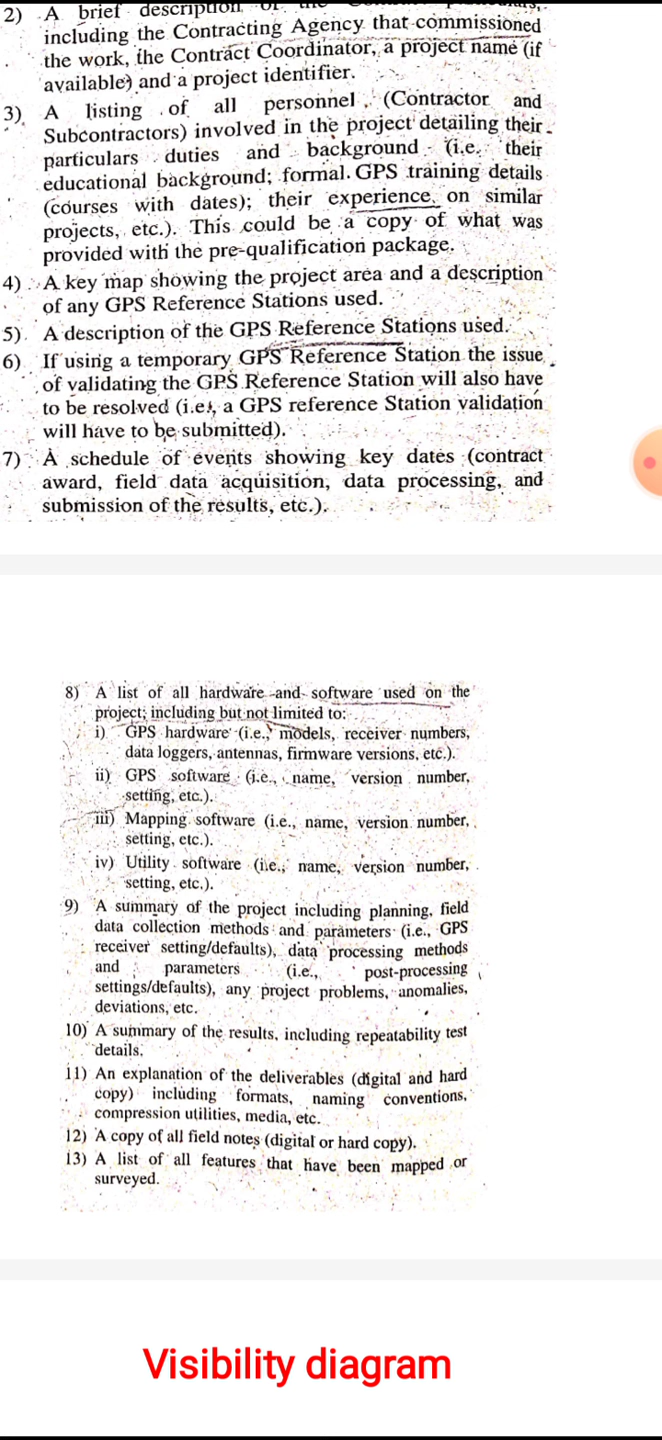 2) A brief description of the
including the Contracting Agency that commissioned
the work, the Contract Coordinator, a project name (if
available) and a project identifier.
3) A listing of all personnel (Contractor and
Subcontractors) involved in the project detailing their
particulars duties and background (i.e. their
educational background; formal GPS training details
(courses with dates); their experience on similar
projects, etc.). This could be a copy of what was
provided with the pre-qualification package.
4) A key map showing the project area and a description
of any GPS Reference Stations used.
5) A description of the GPS Reference Stations used.
6) If using a temporary GPS Reference Station the issue
of validating the GPS Reference Station will also have
to be resolved (i.e., a GPS reference Station validation
will have to be submitted).
7) A schedule of events showing key dates (contract
award, field data acquisition, data processing, and
submission of the results, etc.).
8) A list of all hardware and software used on the
project; including but not limited to:
i) GPS hardware (i.e., models, receiver numbers,
data loggers, antennas, firmware versions, etc.).
ii) GPS software (i.e., name, version number,
setting, etc.).
iii) Mapping software (i.e., name, version number,
setting, etc.).
iv) Utility software (i.e., name, version number,
setting, etc.).
9) A summary of the project including planning, field
data collection methods and parameters (i.e., GPS
receiver setting/defaults), data processing methods
and parameters (i.e., post-processing
settings/defaults), any project problems, anomalies,
deviations, etc.
10) A summary of the results, including repeatability test
details.
11) An explanation of the deliverables (digital and hard
copy) including formats, naming conventions,
compression utilities, media, etc.
12) A copy of all field notes (digital or hard copy).
13) A list of all features that have been mapped or
surveyed.
Visibility diagram